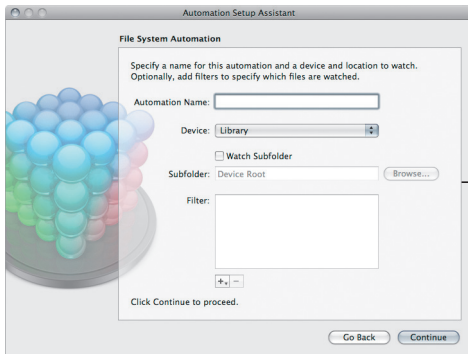 Automation Setup Assistant
File System Automation
Specify a name for this automation and a device and location to watch.
Optionally, add filters to specify which files are watched.
Automation Name:
Device: Library
Watch Subfolder
Subfolder: Device Root Browse...
Filter:
+ −
Click Continue to proceed.
Go Back Continue